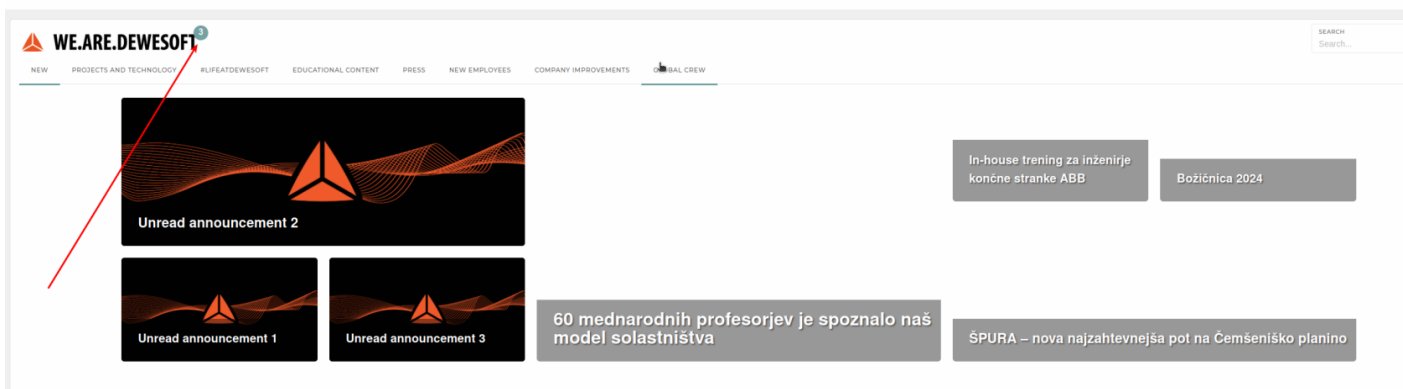 WE.ARE.DEWESOFT
3
SEARCH
Search...
NEW PROJECTS AND TECHNOLOGY #LIFEATDEWESOFT EDUCATIONAL CONTENT PRESS NEW EMPLOYEES COMPANY IMPROVEMENTS GLOBAL CREW
Unread announcement 2
In-house trening za inženirje
končne stranke ABB
Božičnica 2024
Unread announcement 1
Unread announcement 3
60 mednarodnih profesorjev je spoznalo naš
model solastništva
ŠPURA – nova najzahtevnejša pot na Čemšeniško planino